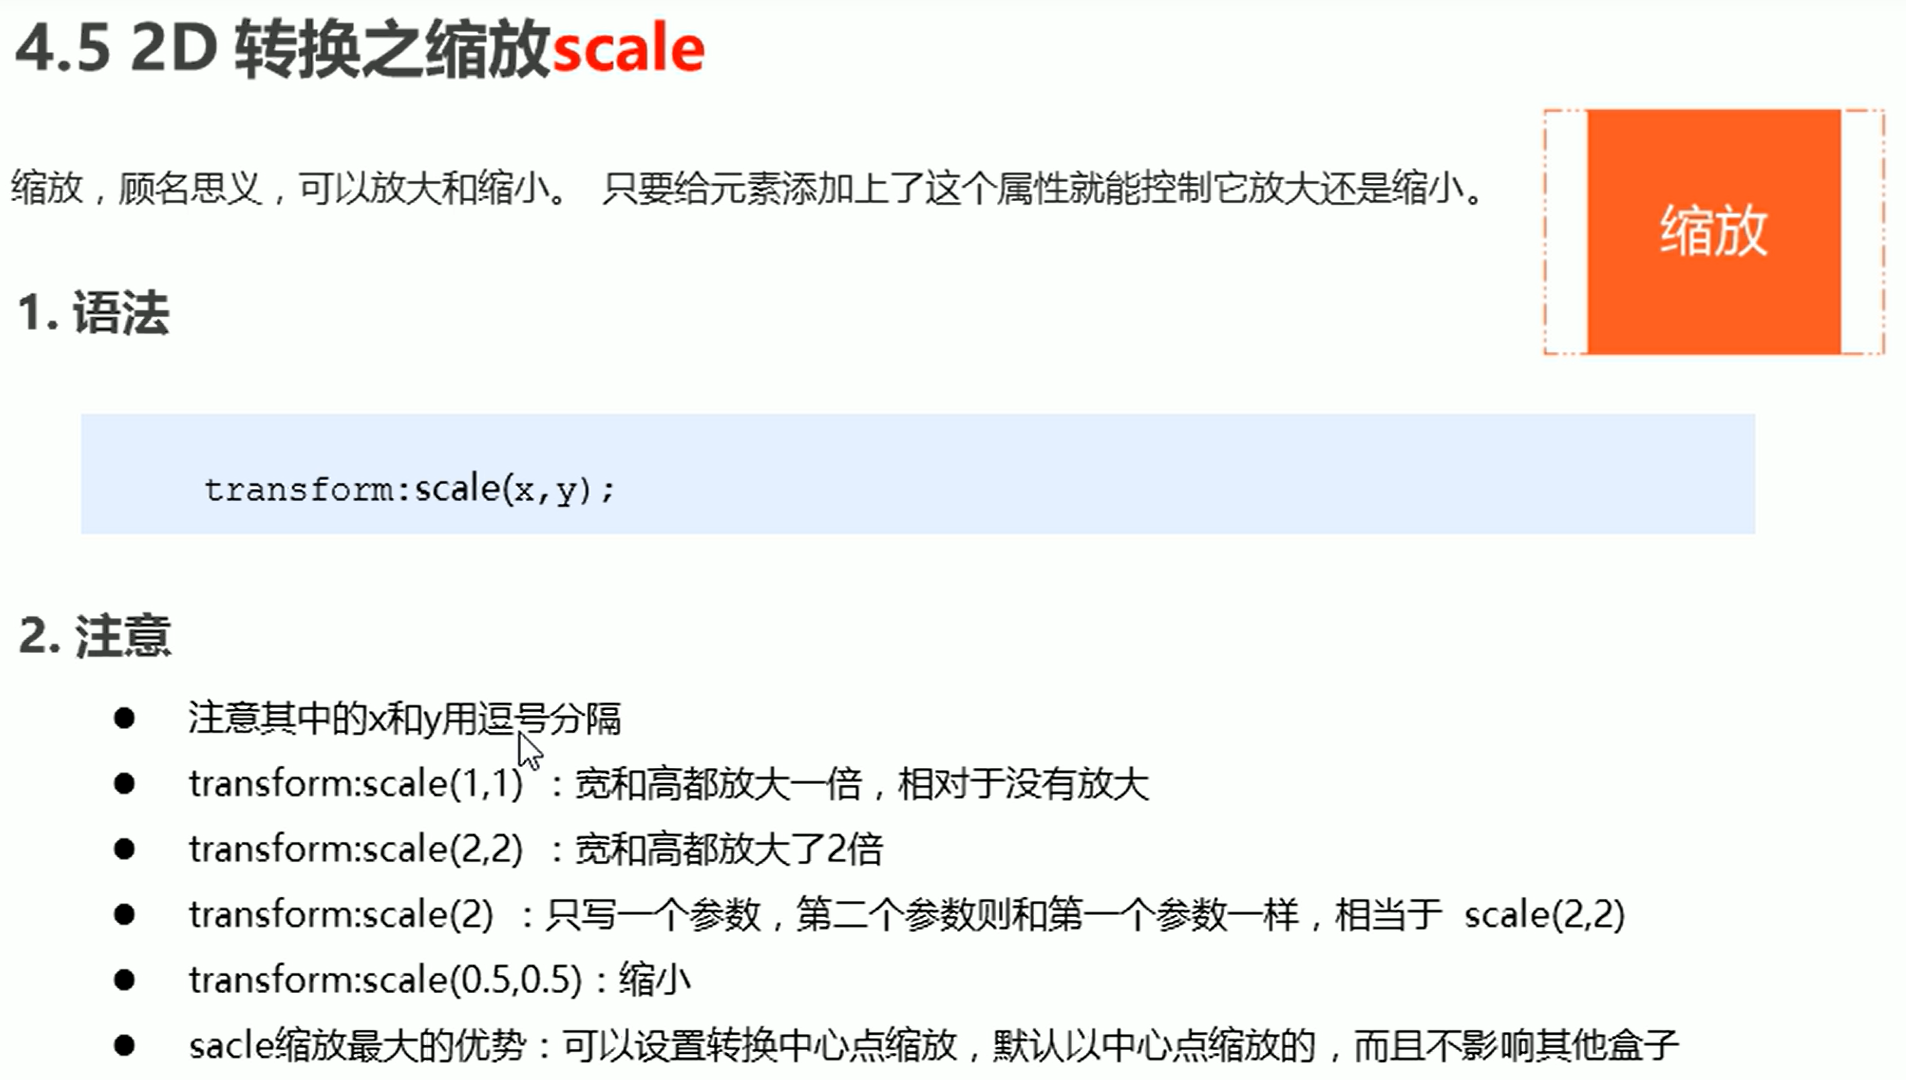 4.5 2D 转换之缩放scale
缩放，顾名思义，可以放大和缩小。 只要给元素添加上了这个属性就能控制它放大还是缩小。
缩放
1. 语法
transform:scale(x,y);
2. 注意
● 注意其中的x和y用逗号分隔
● transform:scale(1,1) ：宽和高都放大一倍，相对于没有放大
● transform:scale(2,2) ：宽和高都放大了2倍
● transform:scale(2) ：只写一个参数，第二个参数则和第一个参数一样，相当于 scale(2,2)
● transform:scale(0.5,0.5)：缩小
● sacle缩放最大的优势：可以设置转换中心点缩放，默认以中心点缩放的，而且不影响其他盒子